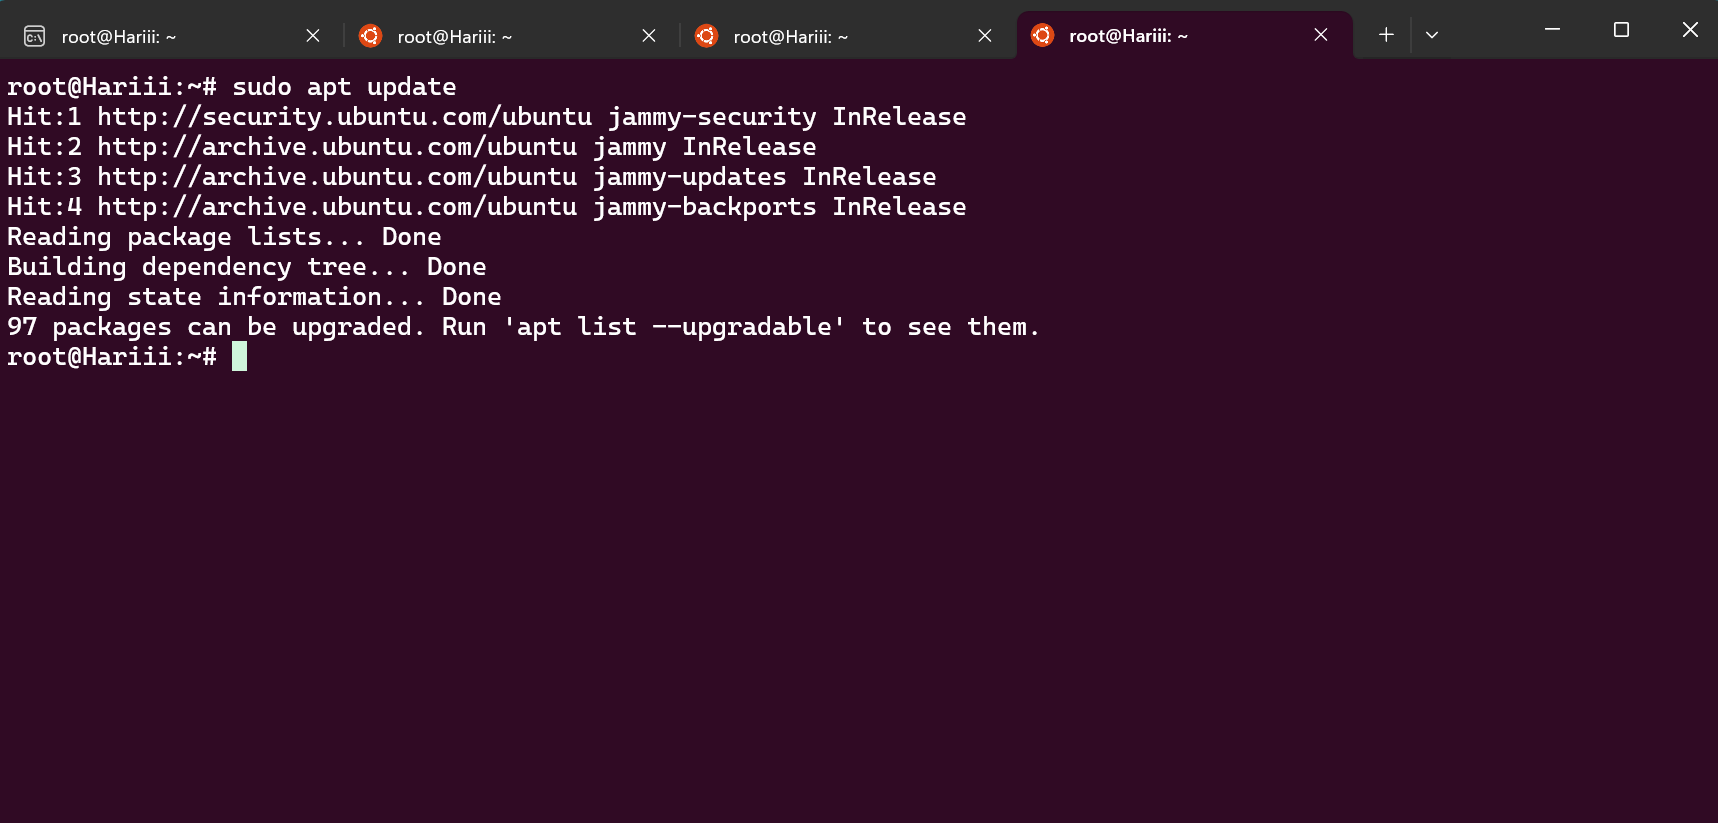 root@Hariii: ~
root@Hariii: ~
root@Hariii: ~
root@Hariii: ~
root@Hariii:~# sudo apt update
Hit:1 http://security.ubuntu.com/ubuntu jammy-security InRelease
Hit:2 http://archive.ubuntu.com/ubuntu jammy InRelease
Hit:3 http://archive.ubuntu.com/ubuntu jammy-updates InRelease
Hit:4 http://archive.ubuntu.com/ubuntu jammy-backports InRelease
Reading package lists... Done
Building dependency tree... Done
Reading state information... Done
97 packages can be upgraded. Run 'apt list --upgradable' to see them.
root@Hariii:~#